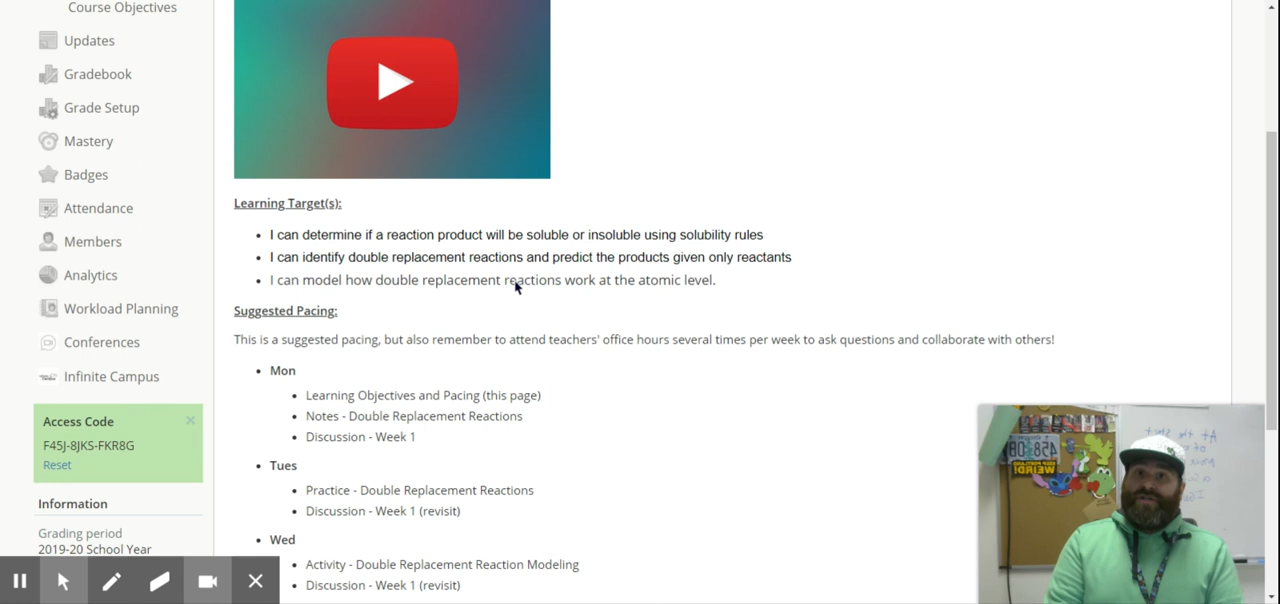 Course Objectives
Updates
Gradebook
Grade Setup
Mastery
Badges
Attendance
Members
Analytics
Workload Planning
Conferences
Infinite Campus
Access Code
F45J-8JKS-FKR8G
Reset
Information
Grading period
2019-20 School Year
Learning Target(s):
I can determine if a reaction product will be soluble or insoluble using solubility rules
I can identify double replacement reactions and predict the products given only reactants
I can model how double replacement reactions work at the atomic level.
Suggested Pacing:
This is a suggested pacing, but also remember to attend teachers' office hours several times per week to ask questions and collaborate with others!
Mon
Learning Objectives and Pacing (this page)
Notes - Double Replacement Reactions
Discussion - Week 1
Tues
Practice - Double Replacement Reactions
Discussion - Week 1 (revisit)
Wed
Activity - Double Replacement Reaction Modeling
Discussion - Week 1 (revisit)
WEIRD!
At the start